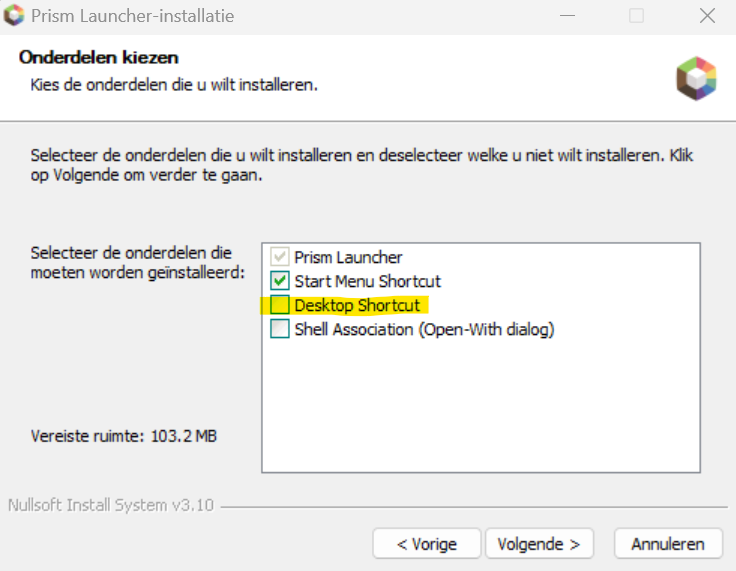 Prism Launcher-installatie
Onderdelen kiezen
Kies de onderdelen die u wilt installeren.
Selecteer de onderdelen die u wilt installeren en deselecteer welke u niet wilt installeren. Klik
op Volgende om verder te gaan.
Selecteer de onderdelen die
moeten worden geïnstalleerd:
Prism Launcher
Start Menu Shortcut
Desktop Shortcut
Shell Association (Open-With dialog)
Vereiste ruimte: 103.2 MB
Nullsoft Install System v3.10
< Vorige
Volgende >
Annuleren